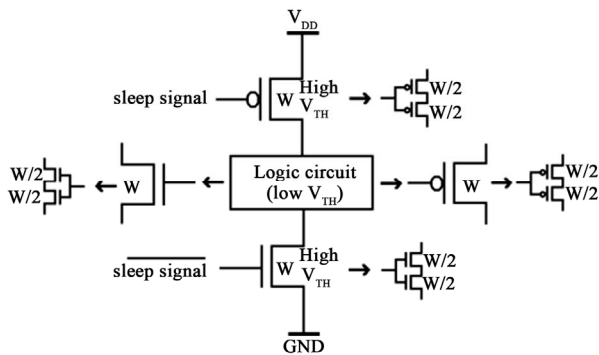 V_DD
sleep signal
W
High
V_TH
W/2
W/2
W/2
W/2
W
Logic circuit
(low V_TH)
W
W/2
W/2
sleep signal
W
High
V_TH
W/2
W/2
GND